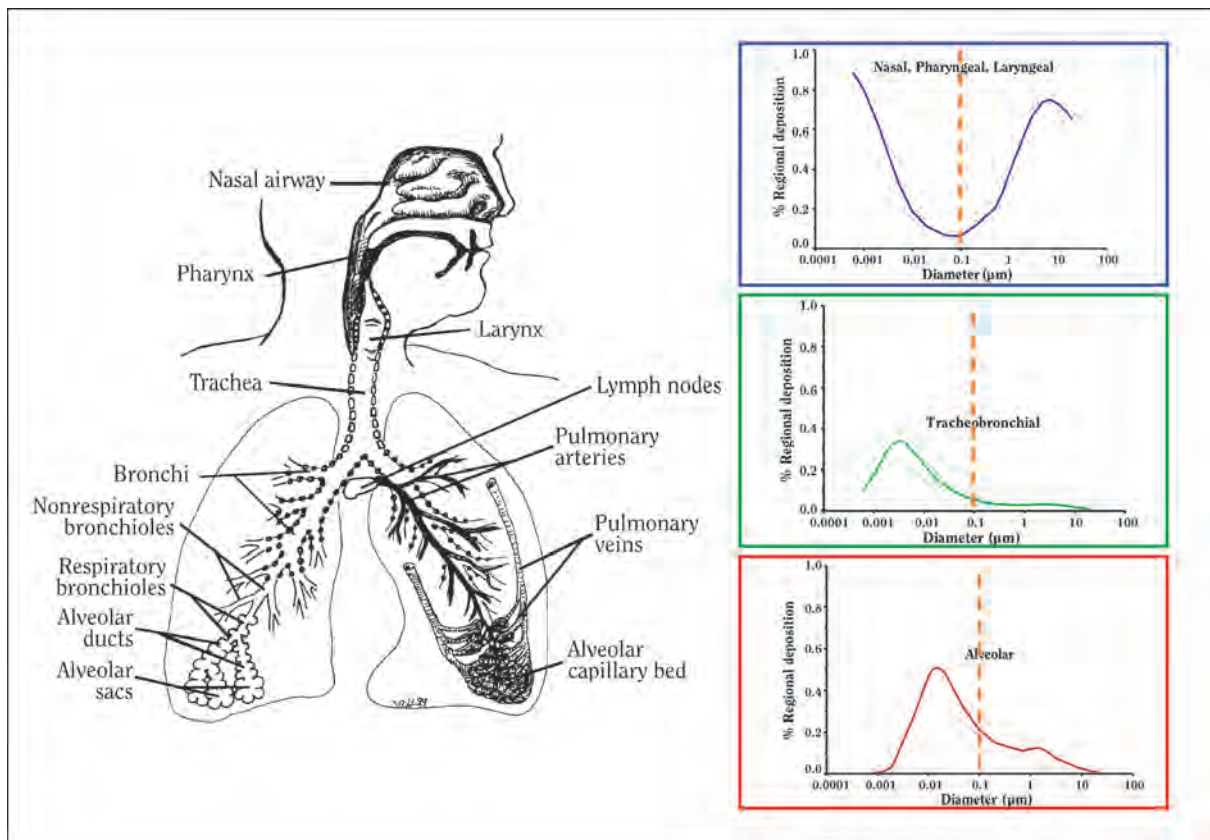 Nasal airway
Pharynx
Larynx
Trachea
Lymph nodes
Bronchi
Pulmonary
arteries
Nonrespiratory
bronchioles
Pulmonary
veins
Respiratory
bronchioles
Alveolar
ducts
Alveolar
sacs
Alveolar
capillary bed
Nasal, Pharyngeal, Laryngeal
% Regional deposition
1.0
0.8
0.6
0.4
0.2
0.0
0.0001 0.001 0,01 0.1 1 10 100
Diameter (µm)
Tracheobronchial
% Regional deposition
1.0
0.8
0.6
0.4
0.2
0.0
0.0001 0.001 0,01 0.1 1 10 100
Diameter (µm)
Alveolar
% Regional deposition
1.0
0.8
0.6
0.4
0.2
0.0
0.0001 0.001 0.01 0.1 1 10 100
Diameter (µm)